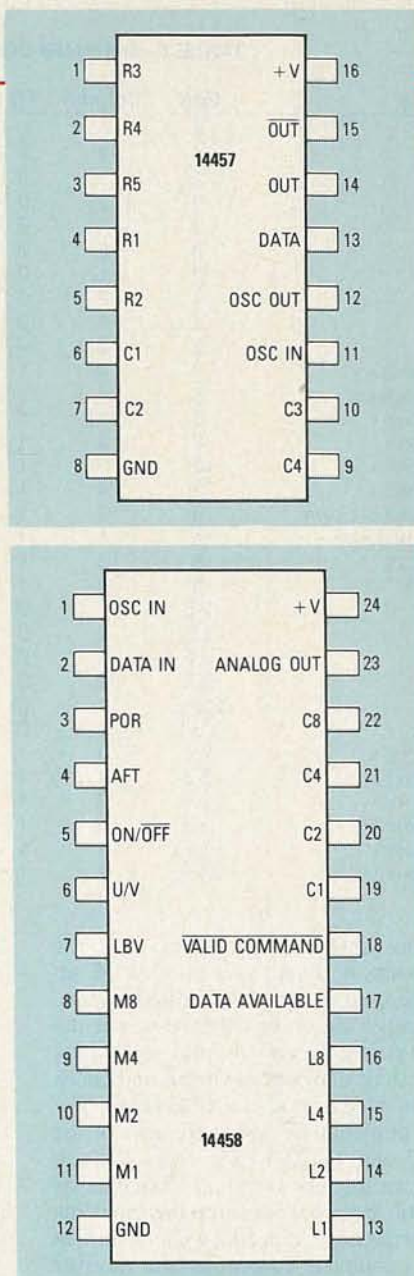 1 R3 +V 16
2 R4 OUT 15
14457
3 R5 OUT 14
4 R1 DATA 13
5 R2 OSC OUT 12
6 C1 OSC IN 11
7 C2 C3 10
8 GND C4 9
1 OSC IN +V 24
2 DATA IN ANALOG OUT 23
3 POR C8 22
4 AFT C4 21
5 ON/OFF C2 20
6 U/V C1 19
7 LBV VALID COMMAND 18
8 M8 DATA AVAILABLE 17
9 M4 L8 16
10 M2 L4 15
14458
11 M1 L2 14
12 GND L1 13